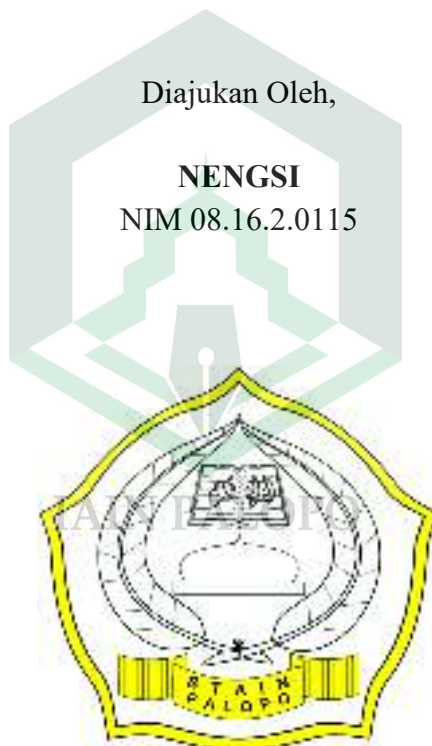 Diajukan Oleh,
NENGSI
NIM 08.16.2.0115
IAIN PALOPO
STAIN
PALOPO